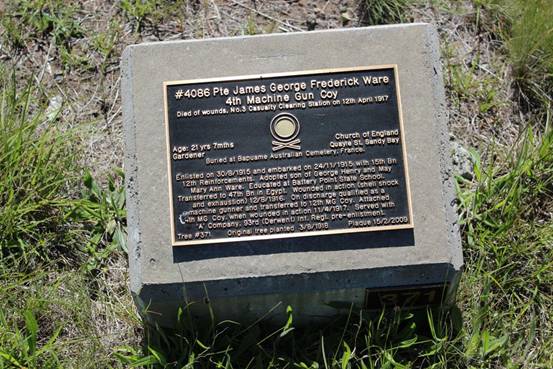 #4086 Pte James George Frederick Ware
4th Machine Gun Coy
Died of wounds, No.3 Casualty Clearing Station on 12th April 1917
Age: 21 yrs 7mths
Gardener
Church of England
Quayle St, Sandy Bay
Buried at Bapuame Australian Cemetery, France.
Enlisted on 30/8/1915 and embarked on 24/11/1915, with 15th Bn
12th Reinforcements. Adopted son of George Henry and May
Mary Ann Ware. Educated at Battery Point State School.
Transferred to 47th Bn in Egypt. Wounded in action (shell shock
and exhaustion) 12/8/1916. On discharge qualified as a
machine gunner and transferred to 12th MG Coy. Attached
4th MG Coy, when wounded in action 11/4/1917. Served with
'A' Company, 93rd (Derwent) Inf. Regt. pre-enlistment.
Tree #371 Original tree planted 3/8/1918 Plaque 15/2/2009
371